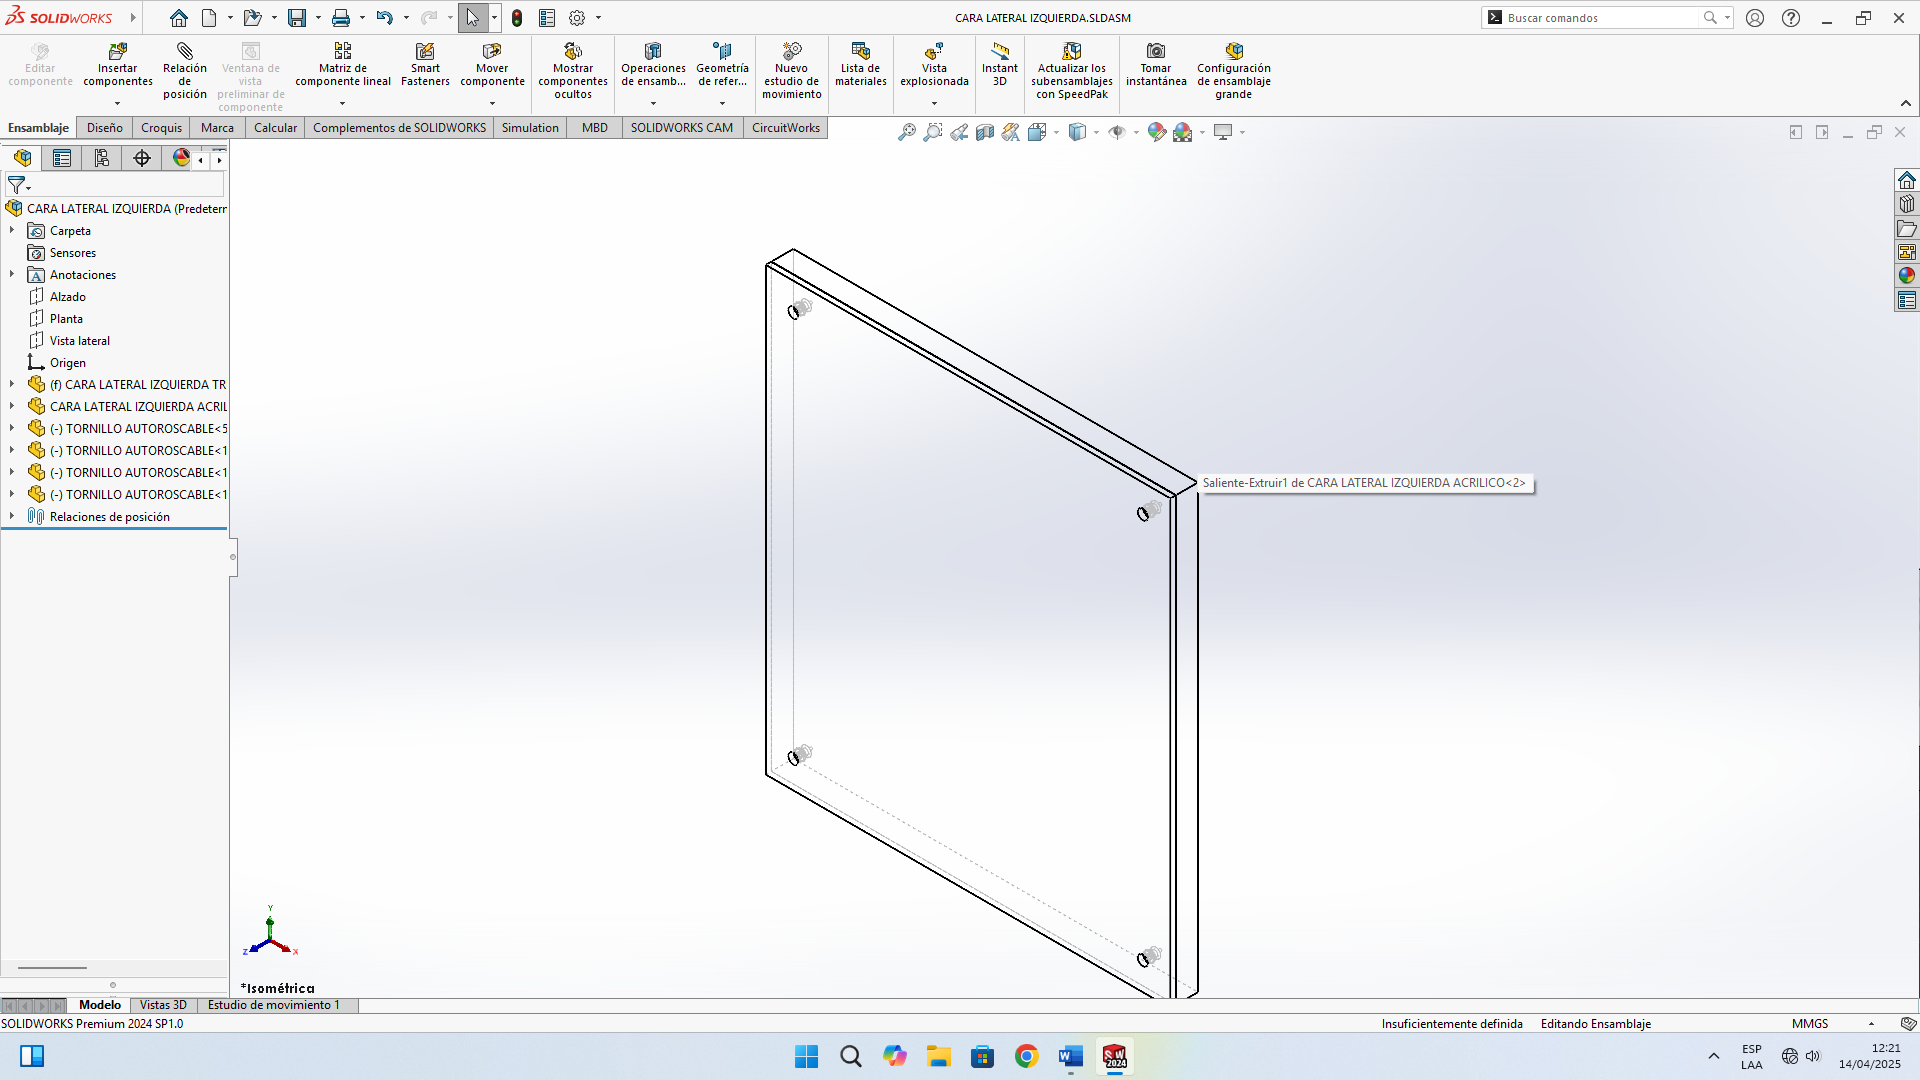 SOLIDWORKS
CARA LATERAL IZQUIERDA.SLDASM
Buscar comandos
Editar componente
Insertar componentes
Relación de posición
Ventana de vista preliminar de componente
Matriz de componente lineal
Smart Fasteners
Mover componente
Mostrar componentes ocultos
Operaciones de ensamb...
Geometría de refer...
Nuevo estudio de movimiento
Lista de materiales
Vista explosionada
Instant 3D
Actualizar los subensamblajes con SpeedPak
Tomar instantánea
Configuración de ensamblaje grande
Ensamblaje
Diseño
Croquis
Marca
Calcular
Complementos de SOLIDWORKS
Simulation
MBD
SOLIDWORKS CAM
CircuitWorks
CARA LATERAL IZQUIERDA (Predeterr
Carpeta
Sensores
Anotaciones
Alzado
Planta
Vista lateral
Origen
(f) CARA LATERAL IZQUIERDA TR
CARA LATERAL IZQUIERDA ACRIL
(-) TORNILLO AUTOROSCABLE<5
(-) TORNILLO AUTOROSCABLE<1
(-) TORNILLO AUTOROSCABLE<1
(-) TORNILLO AUTOROSCABLE<1
Relaciones de posición
Saliente-Extruir1 de CARA LATERAL IZQUIERDA ACRILICO<2>
Y
Z
X
*Isométrica
Modelo
Vistas 3D
Estudio de movimiento 1
SOLIDWORKS Premium 2024 SP1.0
Insuficientemente definida
Editando Ensamblaje
MMGS
ESP
LAA
12:21
14/04/2025